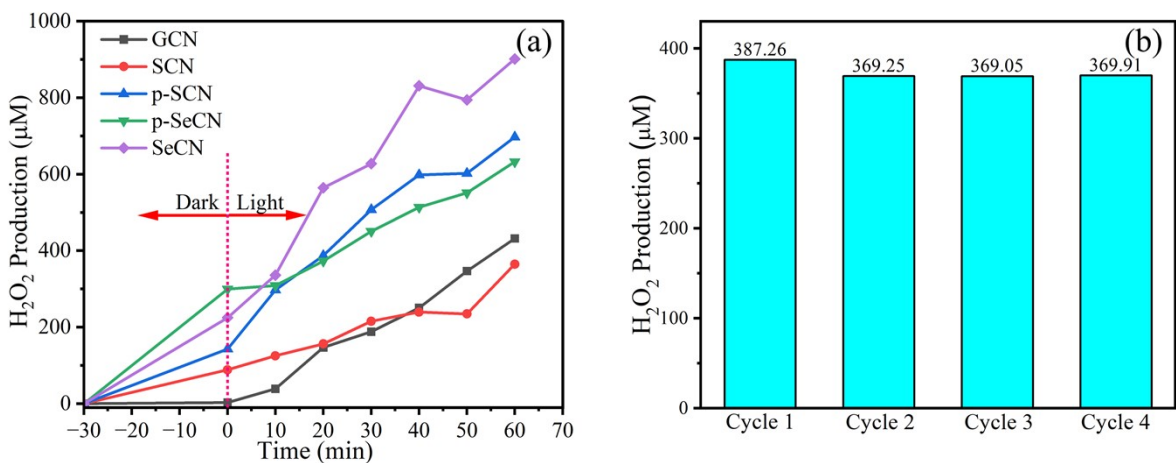 (a)
GCN
SCN
p-SCN
p-SeCN
SeCN
Dark Light
H₂O₂ Production (μM)
1000
800
600
400
200
0
−30 −20 −10 0 10 20 30 40 50 60 70
Time (min)
(b)
H₂O₂ Production (μM)
400
300
200
100
0
387.26 369.25 369.05 369.91
Cycle 1 Cycle 2 Cycle 3 Cycle 4